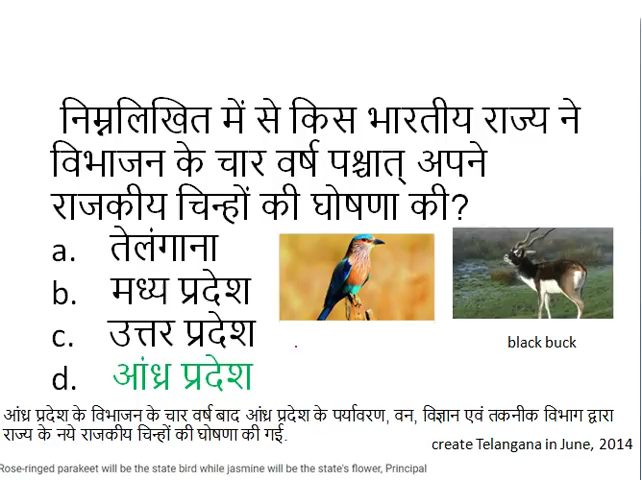 निम्नलिखित में से किस भारतीय राज्य ने
विभाजन के चार वर्ष पश्चात् अपने
राजकीय चिन्हों की घोषणा की?
a. तेलंगाना
b. मध्य प्रदेश
c. उत्तर प्रदेश
black buck
d. आंध्र प्रदेश
आंध्र प्रदेश के विभाजन के चार वर्ष बाद आंध्र प्रदेश के पर्यावरण, वन, विज्ञान एवं तकनीक विभाग द्वारा
राज्य के नये राजकीय चिन्हों की घोषणा की गई.
create Telangana in June, 2014
Rose-ringed parakeet will be the state bird while jasmine will be the state's flower, Principal